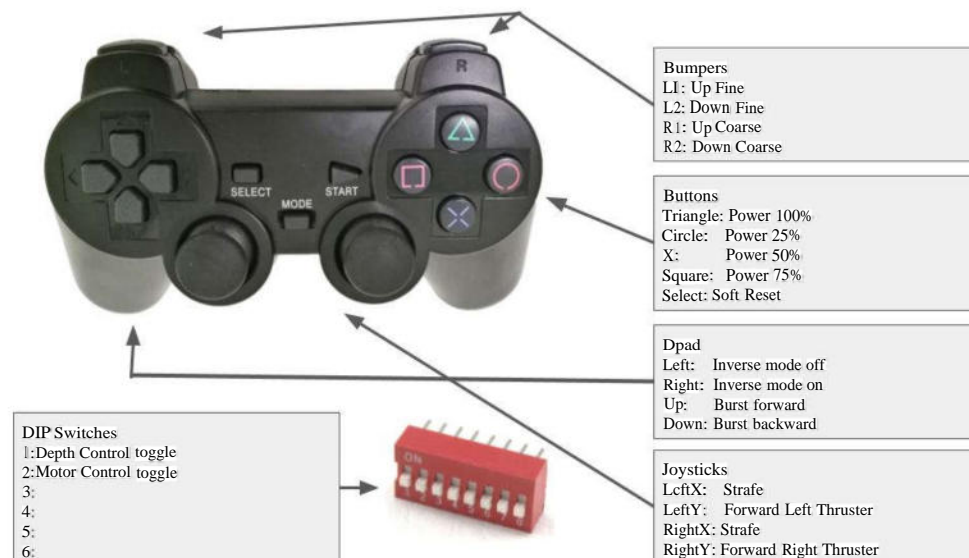 L
R
SELECT
MODE
START
Bumpers
LI: Up Fine
L2: Down Fine
R1: Up Coarse
R2: Down Coarse
Buttons
Triangle: Power 100%
Circle: Power 25%
X: Power 50%
Square: Power 75%
Select: Soft Reset
Dpad
Left: Inverse mode off
Right: Inverse mode on
Up: Burst forward
Down: Burst backward
DIP Switches
1:Depth Control toggle
2:Motor Control toggle
3:
4:
5:
6:
ON
Joysticks
LcftX: Strafe
LeftY: Forward Left Thruster
RightX: Strafe
RightY: Forward Right Thruster